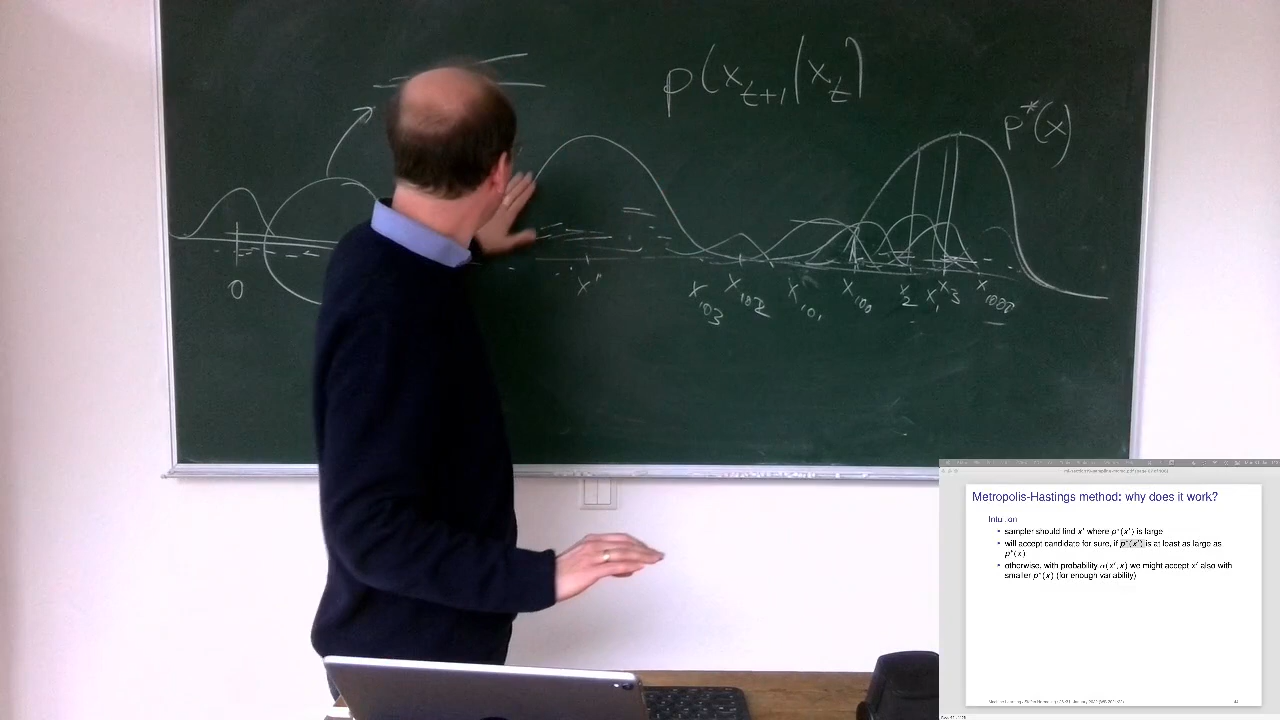 p(x_{t+1}|x_t)
p*(x)
0
x'
x_{103} x_{102} x_{101} x_{100} x_2 x_1 x_3 x_{1000}
Metropolis-Hastings method: why does it work?
Intuition
• sampler should find x' where p*(x') is large
• will accept candidate for sure, if p*(x') is at least as large as
p*(x)
• otherwise, with probability α(x', x) we might accept x' also with
smaller p*(x) (for enough variability)